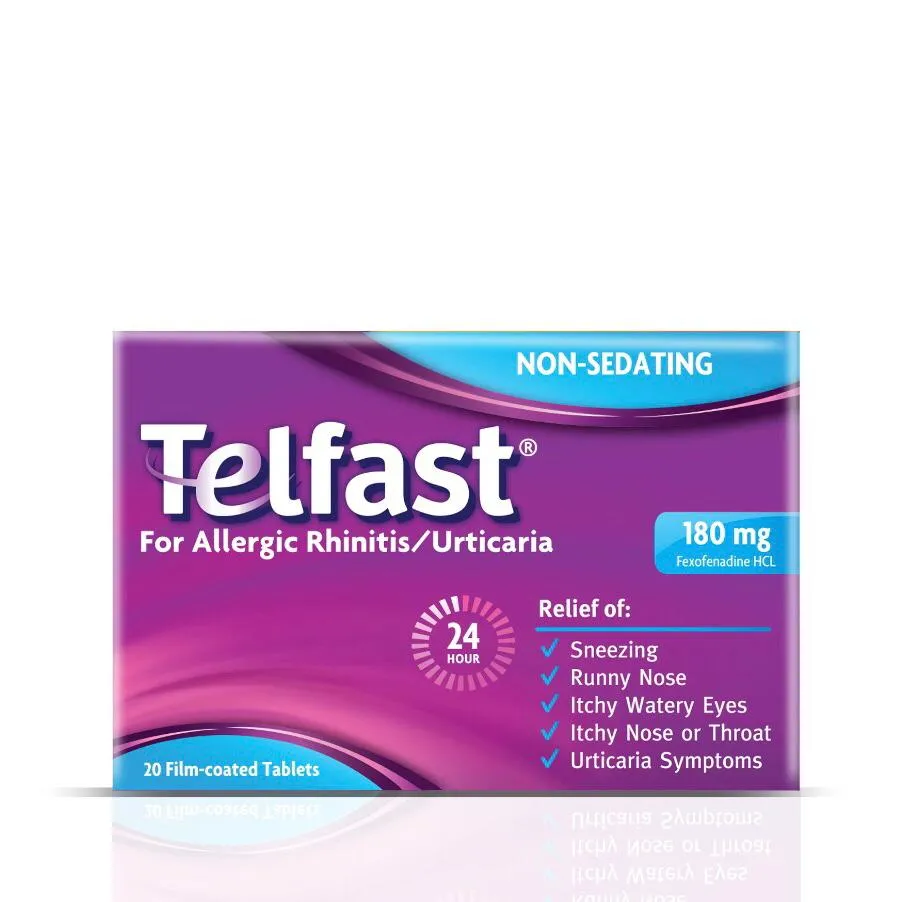 NON-SEDATING
Telfast®
For Allergic Rhinitis/Urticaria
180 mg
Fexofenadine HCL
24
HOUR
Relief of:
Sneezing
Runny Nose
Itchy Watery Eyes
Itchy Nose or Throat
Urticaria Symptoms
20 Film-coated Tablets